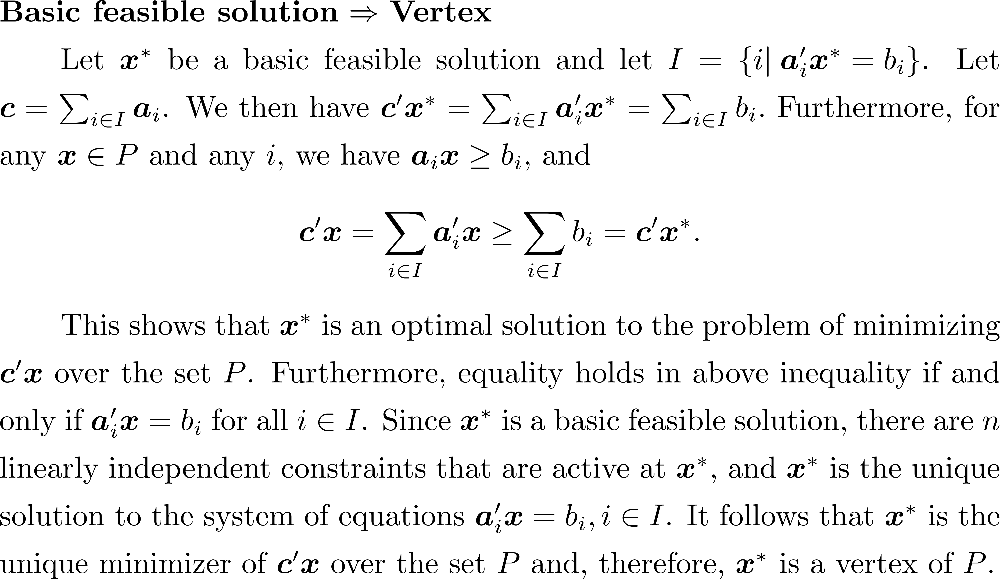 **Basic feasible solution ⇒ Vertex**
Let $\boldsymbol{x}^*$ be a basic feasible solution and let $I = \{i|\ \boldsymbol{a}_i'\boldsymbol{x}^* = b_i\}$. Let
$\boldsymbol{c} = \sum_{i\in I} \boldsymbol{a}_i$. We then have $\boldsymbol{c}'\boldsymbol{x}^* = \sum_{i\in I} \boldsymbol{a}_i'\boldsymbol{x}^* = \sum_{i\in I} b_i$. Furthermore, for
any $\boldsymbol{x} \in P$ and any $i$, we have $\boldsymbol{a}_i\boldsymbol{x} \geq b_i$, and
$$\boldsymbol{c}'\boldsymbol{x} = \sum_{i\in I} \boldsymbol{a}_i'\boldsymbol{x} \geq \sum_{i\in I} b_i = \boldsymbol{c}'\boldsymbol{x}^*.$$
This shows that $\boldsymbol{x}^*$ is an optimal solution to the problem of minimizing
$\boldsymbol{c}'\boldsymbol{x}$ over the set $P$. Furthermore, equality holds in above inequality if and
only if $\boldsymbol{a}_i'\boldsymbol{x} = b_i$ for all $i \in I$. Since $\boldsymbol{x}^*$ is a basic feasible solution, there are $n$
linearly independent constraints that are active at $\boldsymbol{x}^*$, and $\boldsymbol{x}^*$ is the unique
solution to the system of equations $\boldsymbol{a}_i'\boldsymbol{x} = b_i, i \in I$. It follows that $\boldsymbol{x}^*$ is the
unique minimizer of $\boldsymbol{c}'\boldsymbol{x}$ over the set $P$ and, therefore, $\boldsymbol{x}^*$ is a vertex of $P$.